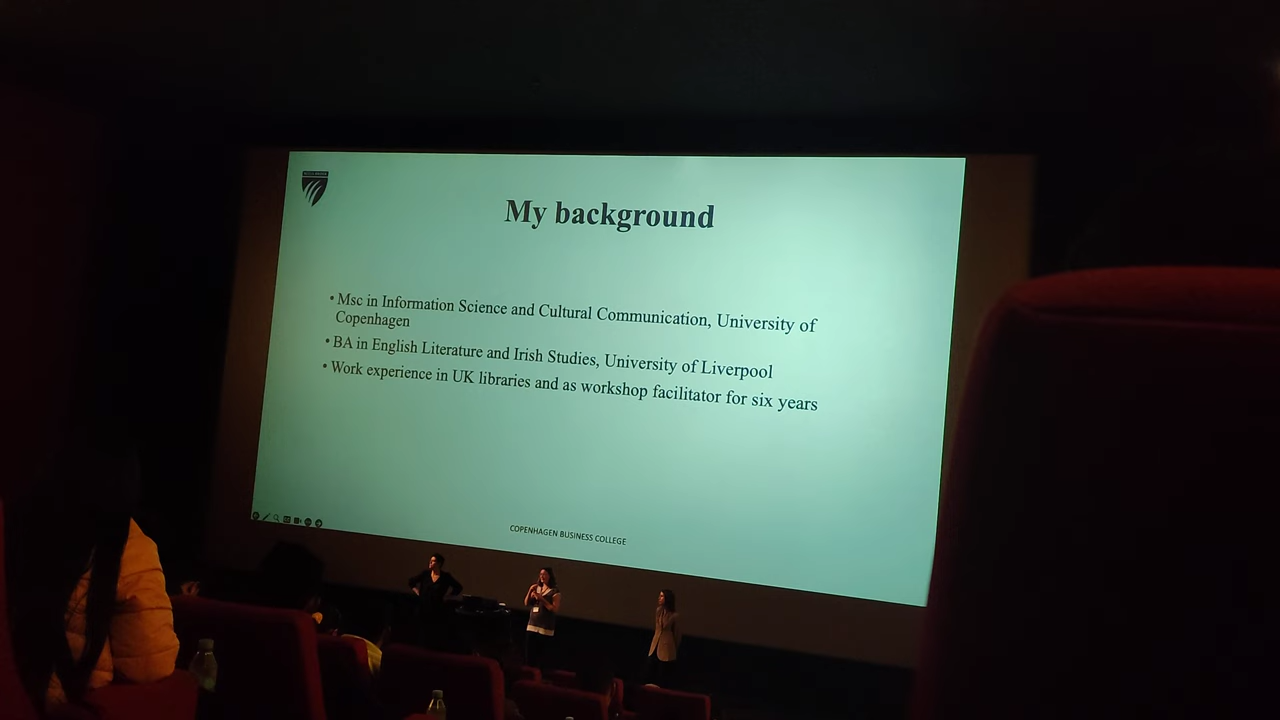 My background
• Msc in Information Science and Cultural Communication, University of
Copenhagen
• BA in English Literature and Irish Studies, University of Liverpool
• Work experience in UK libraries and as workshop facilitator for six years
COPENHAGEN BUSINESS COLLEGE